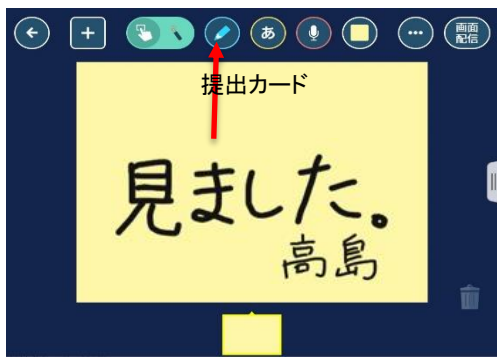 あ
画面
配信
提出カード
見ました。
高島